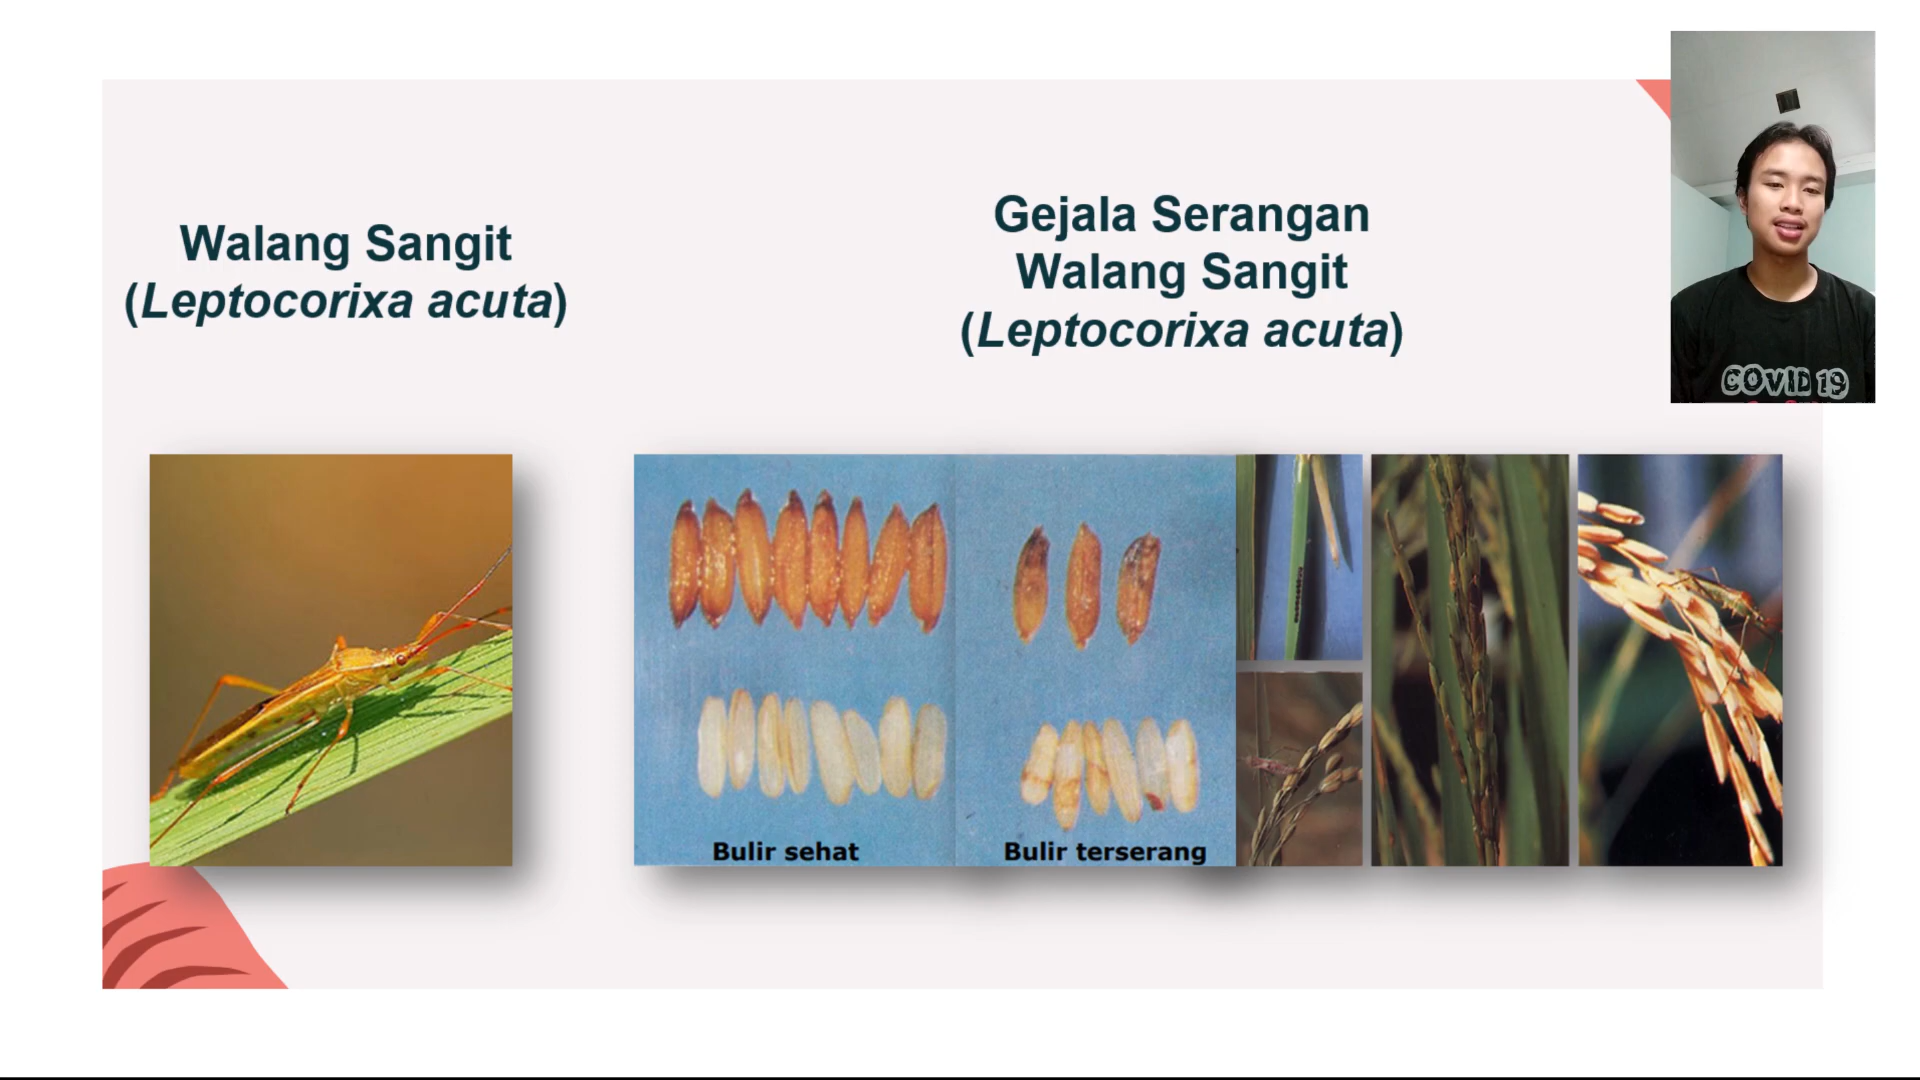 Walang Sangit
(Leptocorixa acuta)
Gejala Serangan
Walang Sangit
(Leptocorixa acuta)
Bulir sehat
Bulir terserang
COVID 19